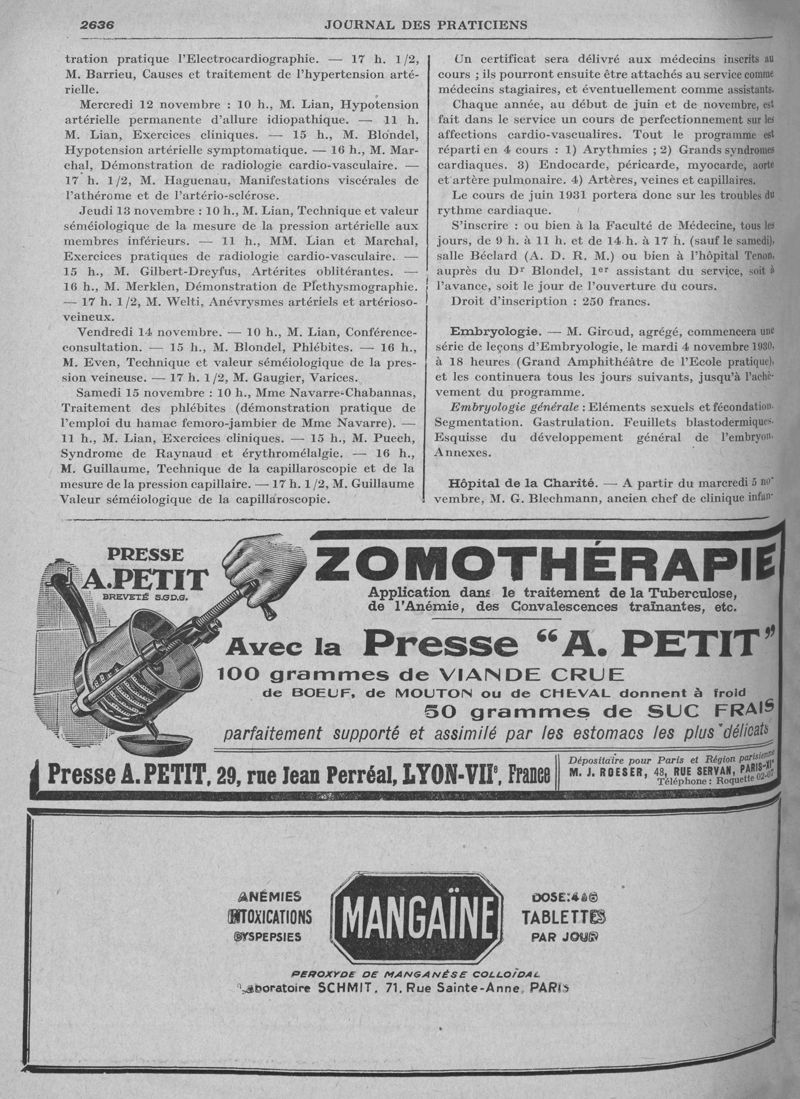 2636
JOURNAL DES PRATICIENS
tration pratique l'Electrocardiographie. — 17 h. 1/2,
M. Barrieu, Causes et traitement de l'hypertension arté-
rielle.
Mercredi 12 novembre : 10 h., M. Lian, Hypotension
artérielle permanente d'allure idiopathique. — 11 h.
M. Lian, Exercices cliniques. — 15 h., M. Blondel,
Hypotension artérielle symptomatique. — 16 h., M. Mar-
chal, Démonstration de radiologie cardio-vasculaire. —
17 h. 1/2, M. Haguenau, Manifestations viscérales de
l'athérome et de l'artério-sclérose.
Jeudi 13 novembre : 10 h., M. Lian, Technique et valeur
séméiologique de la mesure de la pression artérielle aux
membres inférieurs. — 11 h., MM. Lian et Marchal,
Exercices pratiques de radiologie cardio-vasculaire. —
15 h., M. Gilbert-Dreyfus, Artérites oblitérantes. —
16 h., M. Merklen, Démonstration de Plethysmographie.
— 17 h. 1/2, M. Welti, Anévrysmes artériels et artérioso-
veineux.
Vendredi 14 novembre. — 10 h., M. Lian, Conférence-
consultation. — 15 h., M. Blondel, Phlébites. — 16 h.,
M. Even, Technique et valeur séméiologique de la pres-
sion veineuse. — 17 h. 1/2, M. Gaugier, Varices.
Samedi 15 novembre : 10 h., Mme Navarre-Chabannas,
Traitement des phlébites (démonstration pratique de
l'emploi du hamac femoro-jambier de Mme Navarre). —
11 h., M. Lian, Exercices cliniques. — 15 h., M. Puech,
Syndrome de Raynaud et érythromélalgie. — 16 h.,
M. Guillaume, Technique de la capillaroscopie et de la
mesure de la pression capillaire. — 17 h. 1/2, M. Guillaume
Valeur séméiologique de la capillaroscopie.
Un certificat sera délivré aux médecins inscrits au
cours ; ils pourront ensuite être attachés au service comme
médecins stagiaires, et éventuellement comme assistants.
Chaque année, au début de juin et de novembre, est
fait dans le service un cours de perfectionnement sur les
affections cardio-vascualires. Tout le programme est
réparti en 4 cours : 1) Arythmies ; 2) Grands syndromes
cardiaques. 3) Endocarde, péricarde, myocarde, aorte
et artère pulmonaire. 4) Artères, veines et capillaires.
Le cours de juin 1931 portera donc sur les troubles du
rythme cardiaque.
S'inscrire : ou bien à la Faculté de Médecine, tous les
jours, de 9 h. à 11 h. et de 14 h. à 17 h. (sauf le samedi),
salle Béclard (A. D. R. M.) ou bien à l'hôpital Tenon,
auprès du Dr Blondel, 1er assistant du service, soit à
l'avance, soit le jour de l'ouverture du cours.
Droit d'inscription : 250 francs.
Embryologie. — M. Giroud, agrégé, commencera une
série de leçons d'Embryologie, le mardi 4 novembre 1930,
à 18 heures (Grand Amphithéâtre de l'Ecole pratique),
et les continuera tous les jours suivants, jusqu'à l'achè-
vement du programme.
Embryologie générale : Eléments sexuels et fécondation.
Segmentation. Gastrulation. Feuillets blastodermiques.
Esquisse du développement général de l'embryon.
Annexes.
Hôpital de la Charité. — A partir du marcredi 5 no-
vembre, M. G. Blechmann, ancien chef de clinique infan-
PRESSE
A. PETIT
BREVETÉ S.G.D.G.
ZOMOTHÉRAPIE
Application dans le traitement de la Tuberculose,
de l'Anémie, des Convalescences traînantes, etc.
Avec la Presse "A. PETIT"
100 grammes de VIANDE CRUE
de BOEUF, de MOUTON ou de CHEVAL donnent à froid
50 grammes de SUC FRAIS
parfaitement supporté et assimilé par les estomacs les plus délicats
Presse A. PETIT, 29, rue Jean Perréal, LYON-VIIe, France
Dépositaire pour Paris et Région parisienne
M. J. ROESER, 48, RUE SERVAN, PARIS-XIe
Téléphone : Roquette 02-07
ANÉMIES
INTOXICATIONS
DYSPEPSIES
MANGAÏNE
DOSE: 4 à 6
TABLETTES
PAR JOUR
PEROXYDE DE MANGANÉSE COLLOÏDAL
Laboratoire SCHMIT, 71, Rue Sainte-Anne, PARIS